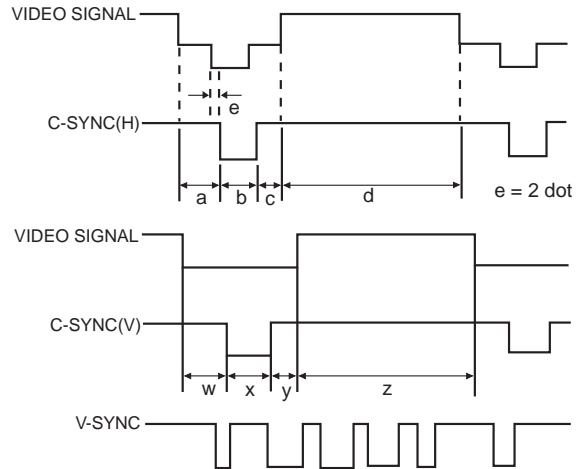 VIDEO SIGNAL
e
C-SYNC(H)
a b c d e = 2 dot
VIDEO SIGNAL
C-SYNC(V)
w x y z
V-SYNC